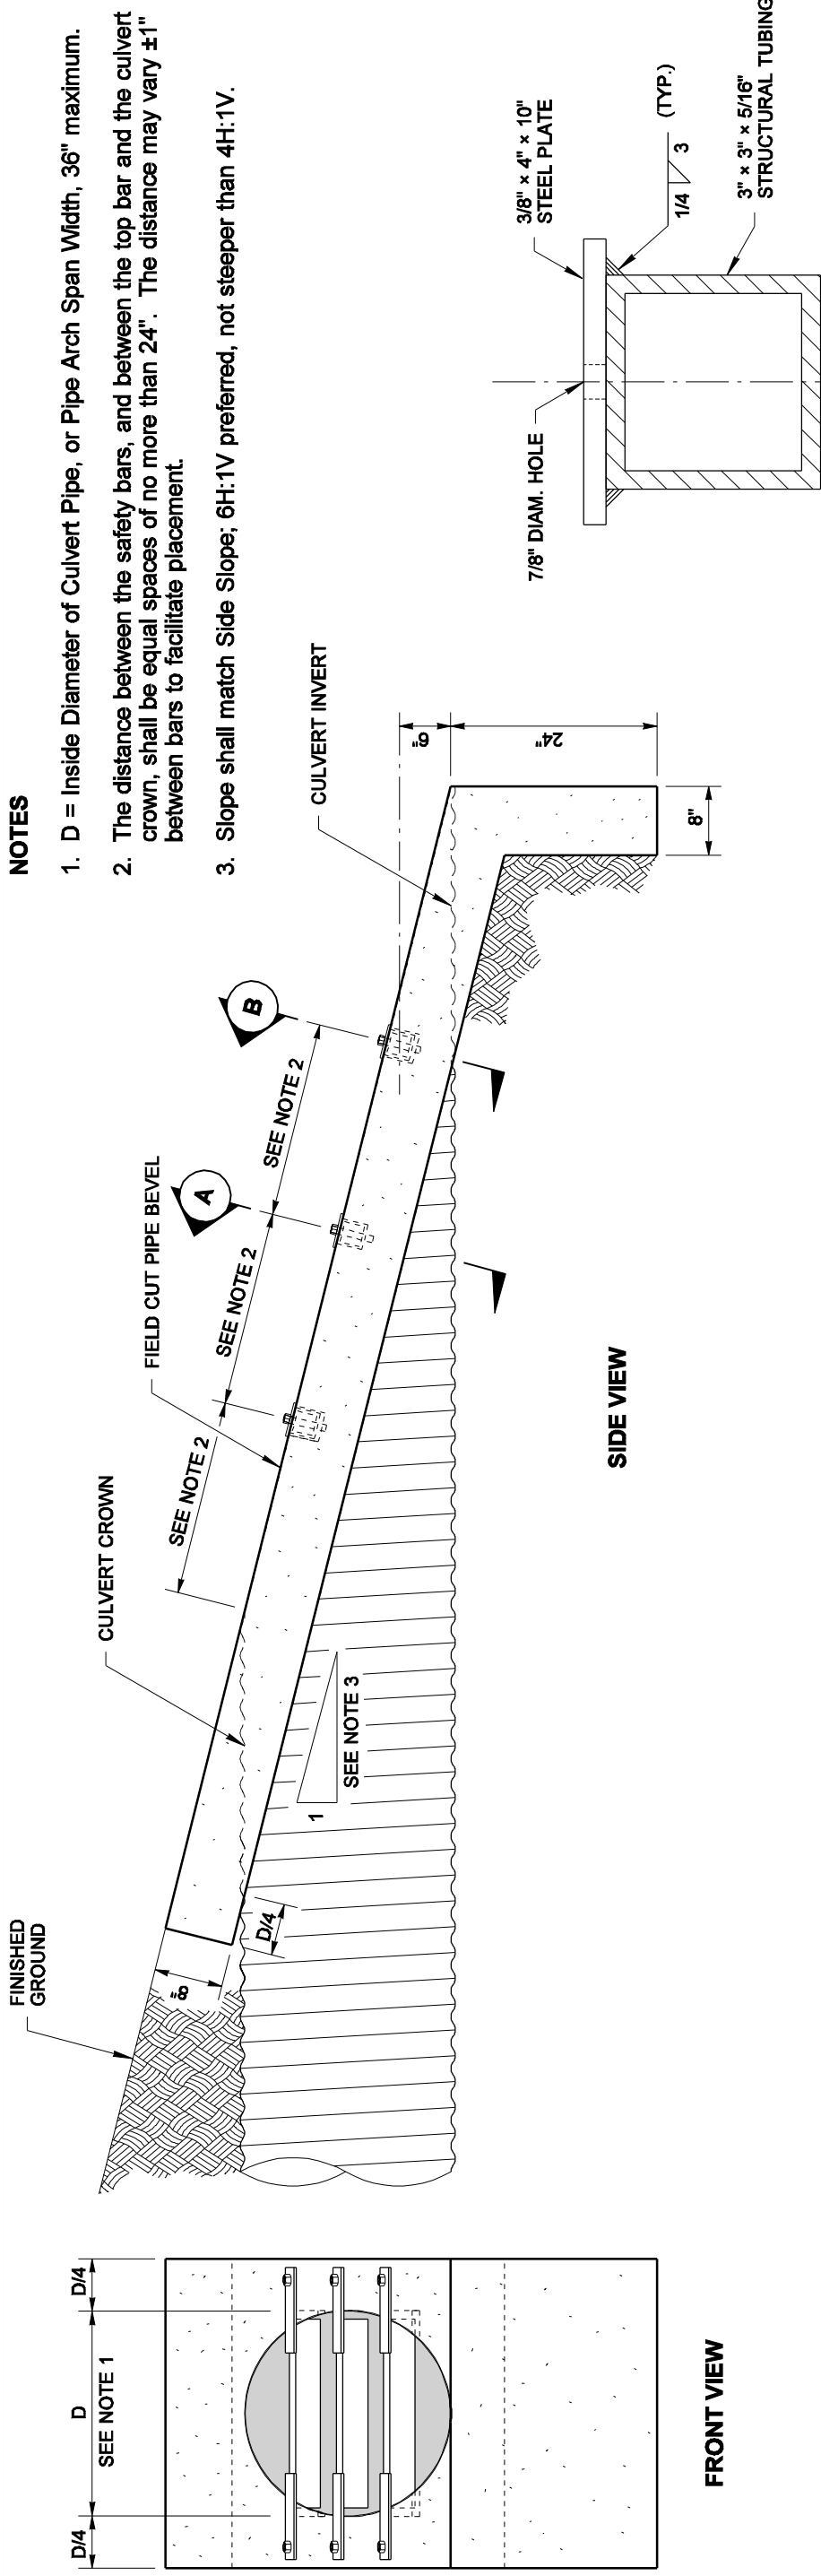 NOTES
1. D = Inside Diameter of Culvert Pipe, or Pipe Arch Span Width, 36" maximum.
2. The distance between the safety bars, and between the top bar and the culvert
crown, shall be equal spaces of no more than 24". The distance may vary ±1"
between bars to facilitate placement.
3. Slope shall match Side Slope; 6H:1V preferred, not steeper than 4H:1V.
FINISHED
GROUND
CULVERT CROWN
FIELD CUT PIPE BEVEL
CULVERT INVERT
SEE NOTE 2
SEE NOTE 2
SEE NOTE 2
A
B
8"
D/4
1
SEE NOTE 3
6"
24"
8"
SIDE VIEW
D/4
D
D/4
SEE NOTE 1
FRONT VIEW
7/8" DIAM. HOLE
3/8" × 4" × 10"
STEEL PLATE
1/4
3
(TYP.)
3" × 3" × 5/16"
STRUCTURAL TUBING